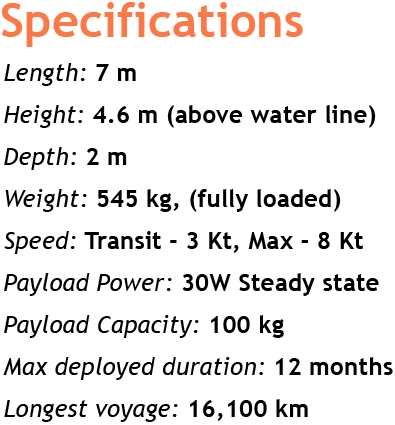 Specifications
Length: 7 m
Height: 4.6 m (above water line)
Depth: 2 m
Weight: 545 kg, (fully loaded)
Speed: Transit - 3 Kt, Max - 8 Kt
Payload Power: 30W Steady state
Payload Capacity: 100 kg
Max deployed duration: 12 months
Longest voyage: 16,100 km